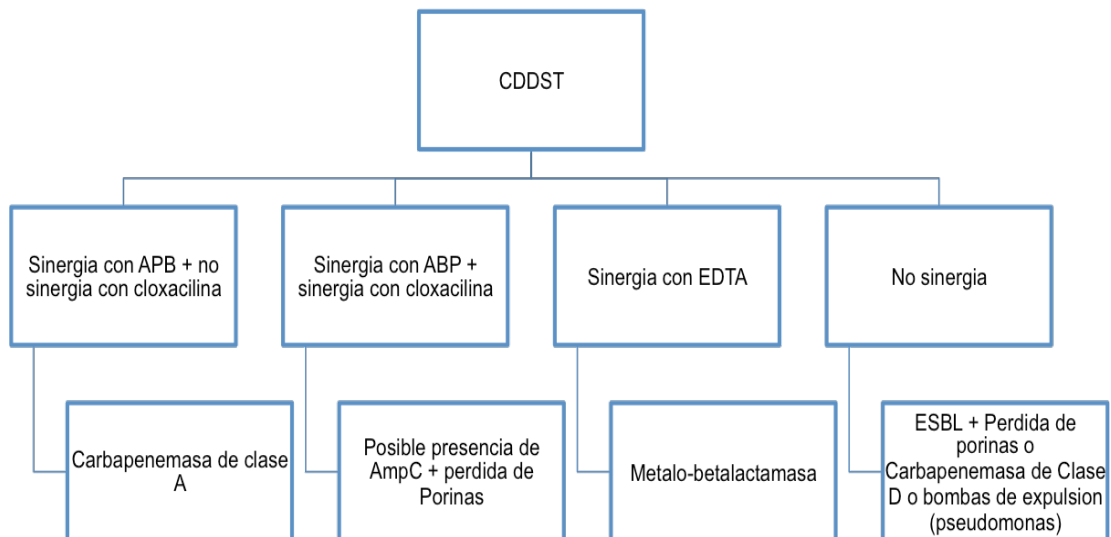 CDDST
Sinergia con APB + no
sinergia con cloxacilina
Sinergia con ABP +
sinergia con cloxacilina
Sinergia con EDTA
No sinergia
Carbapenemasa de clase
A
Posible presencia de
AmpC + perdida de
Porinas
Metalo-betalactamasa
ESBL + Perdida de
porinas o
Carbapenemasa de Clase
D o bombas de expulsion
(pseudomonas)